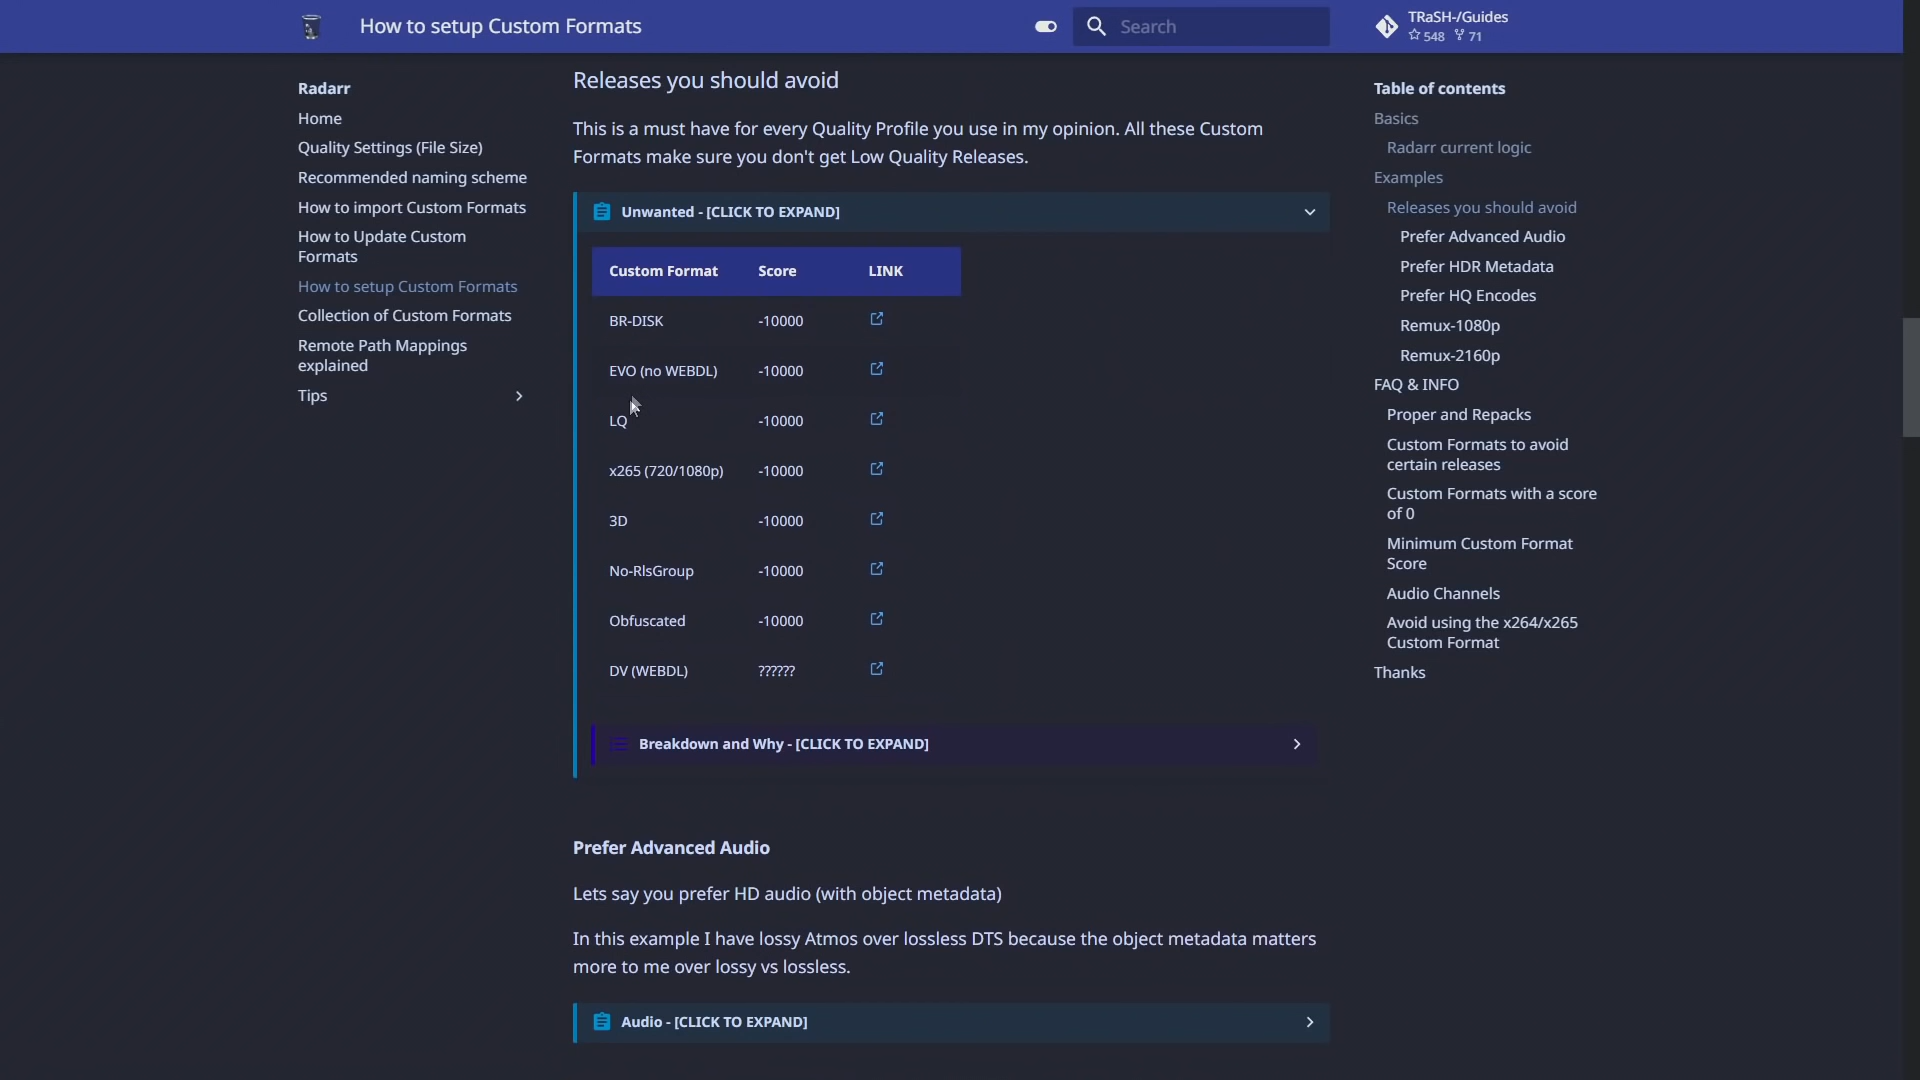 How to setup Custom Formats
Search
TRaSH-/Guides
548 71
Radarr
Home
Quality Settings (File Size)
Recommended naming scheme
How to import Custom Formats
How to Update Custom
Formats
How to setup Custom Formats
Collection of Custom Formats
Remote Path Mappings
explained
Tips
Releases you should avoid
This is a must have for every Quality Profile you use in my opinion. All these Custom
Formats make sure you don't get Low Quality Releases.
Unwanted - [CLICK TO EXPAND]
Custom Format Score LINK
BR-DISK -10000
EVO (no WEBDL) -10000
LQ -10000
x265 (720/1080p) -10000
3D -10000
No-RlsGroup -10000
Obfuscated -10000
DV (WEBDL) ??????
Breakdown and Why - [CLICK TO EXPAND]
Prefer Advanced Audio
Lets say you prefer HD audio (with object metadata)
In this example I have lossy Atmos over lossless DTS because the object metadata matters
more to me over lossy vs lossless.
Audio - [CLICK TO EXPAND]
Table of contents
Basics
Radarr current logic
Examples
Releases you should avoid
Prefer Advanced Audio
Prefer HDR Metadata
Prefer HQ Encodes
Remux-1080p
Remux-2160p
FAQ & INFO
Proper and Repacks
Custom Formats to avoid
certain releases
Custom Formats with a score
of 0
Minimum Custom Format
Score
Audio Channels
Avoid using the x264/x265
Custom Format
Thanks